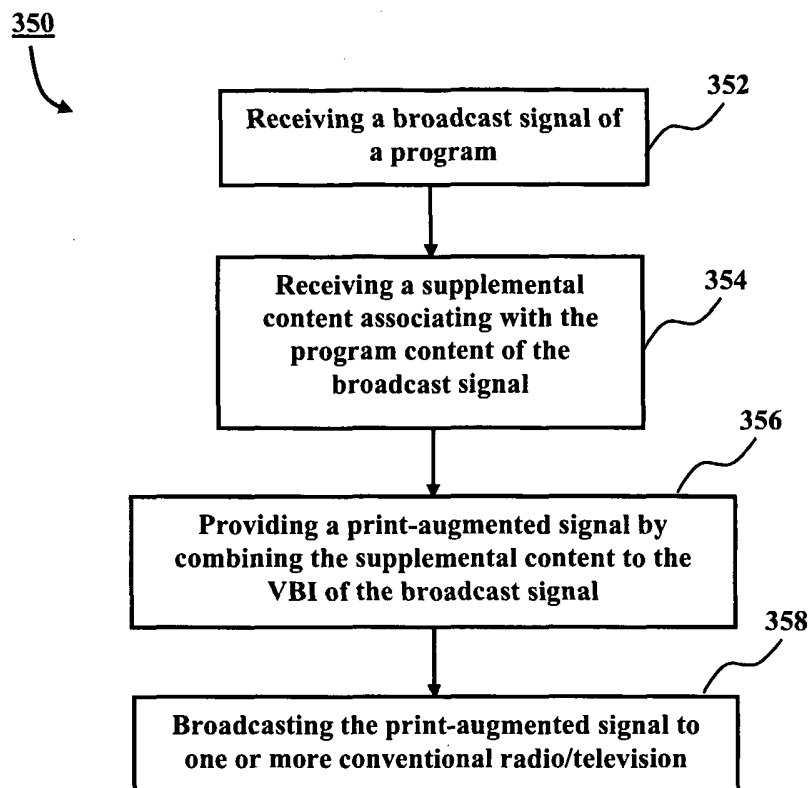 350
352
Receiving a broadcast signal of
a program
354
Receiving a supplemental
content associating with the
program content of the
broadcast signal
356
Providing a print-augmented signal by
combining the supplemental content to the
VBI of the broadcast signal
358
Broadcasting the print-augmented signal to
one or more conventional radio/television